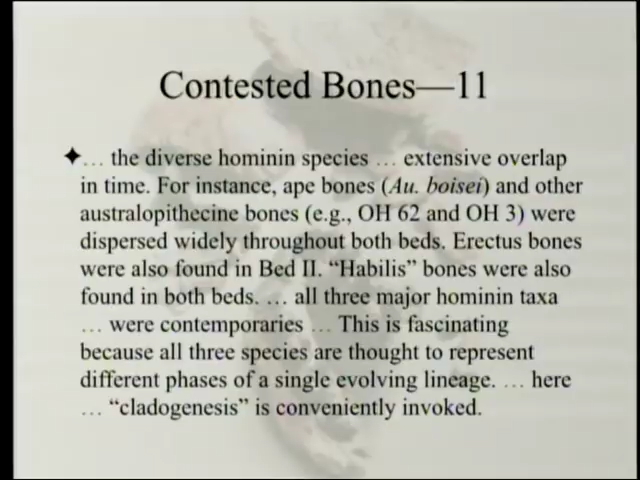 Contested Bones—11
✦… the diverse hominin species … extensive overlap
in time. For instance, ape bones (Au. boisei) and other
australopithecine bones (e.g., OH 62 and OH 3) were
dispersed widely throughout both beds. Erectus bones
were also found in Bed II. “Habilis” bones were also
found in both beds. … all three major hominin taxa
… were contemporaries … This is fascinating
because all three species are thought to represent
different phases of a single evolving lineage. … here
… “cladogenesis” is conveniently invoked.